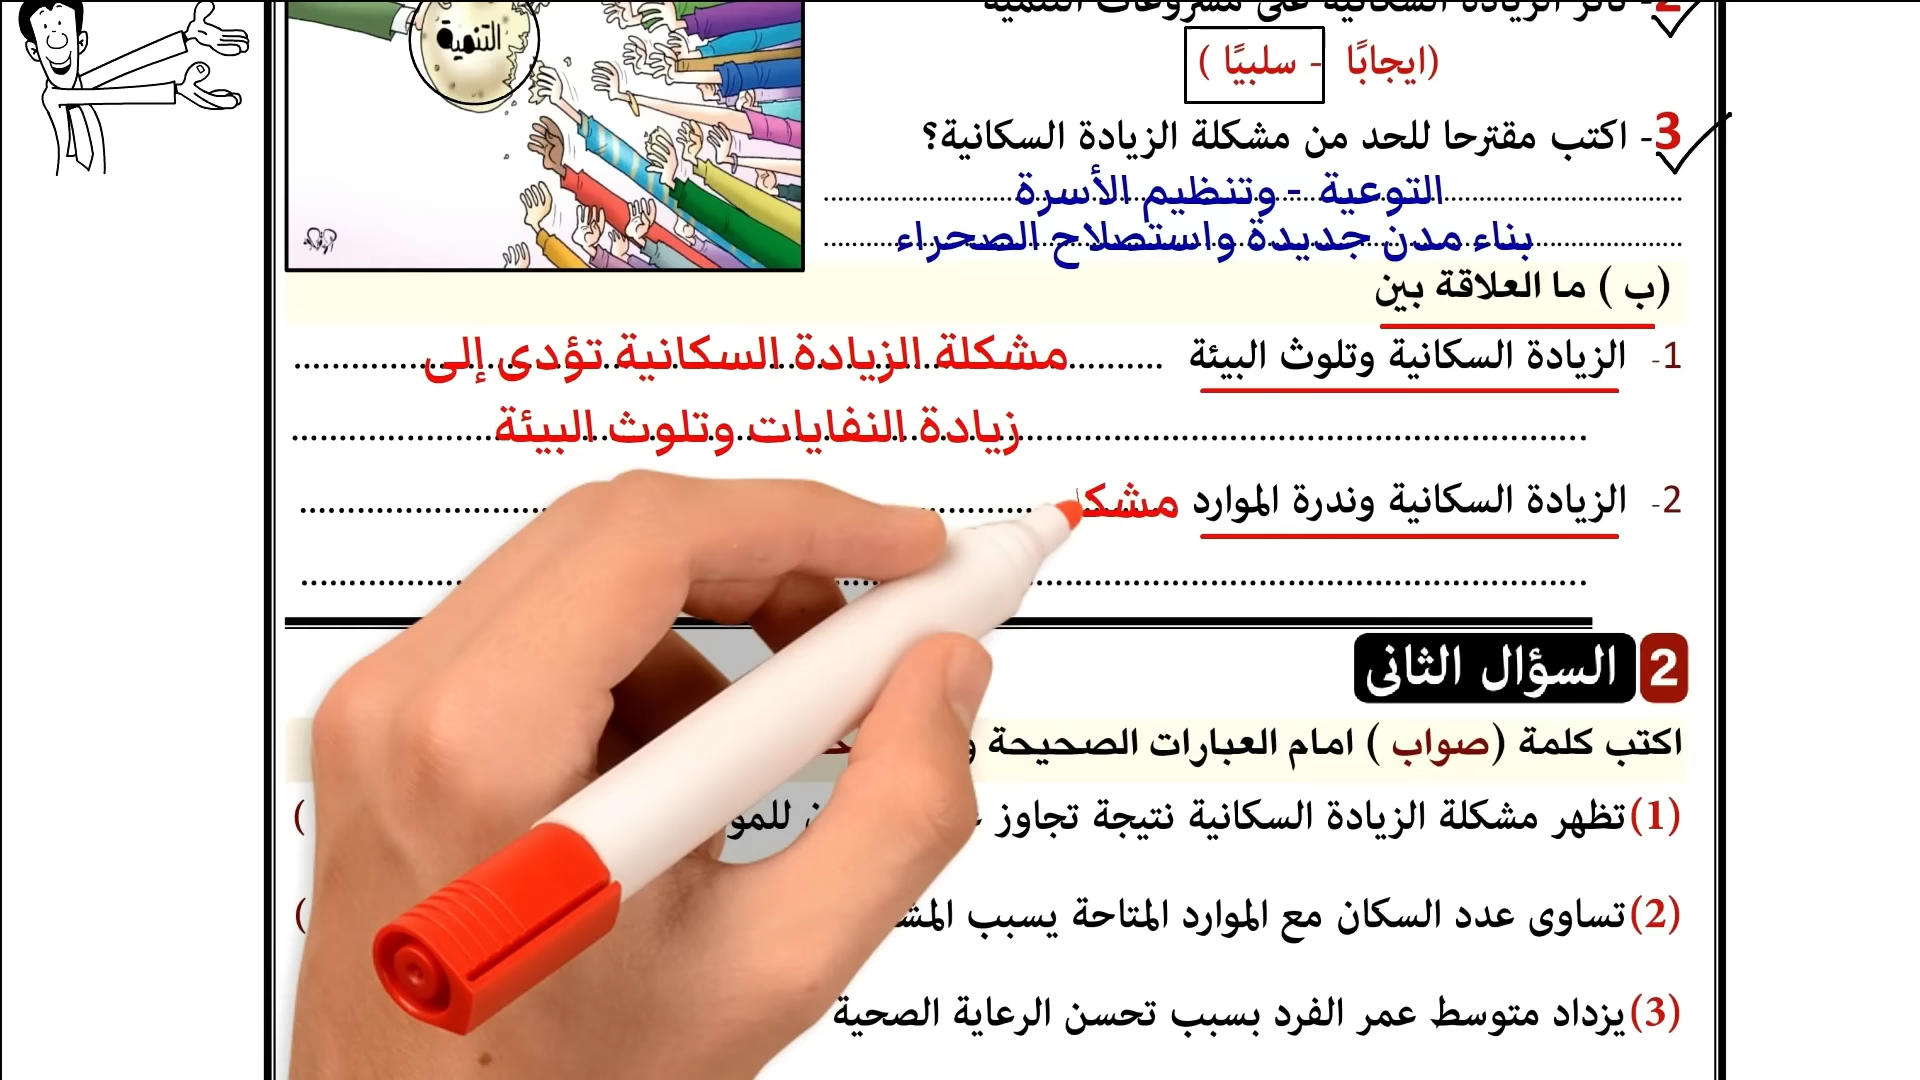 (ايجابًا - سلبيًا )
التنمية
3- اكتب مقترحا للحد من مشكلة الزيادة السكانية؟
التوعية - وتنظيم الأسرة
بناء مدن جديدة واستصلاح الصحراء
(ب ) ما العلاقة بين
1- الزيادة السكانية وتلوث البيئة مشكلة الزيادة السكانية تؤدى إلى
زيادة النفايات وتلوث البيئة
2- الزيادة السكانية وندرة الموارد مشكا
2 السؤال الثانى
اكتب كلمة (صواب ) امام العبارات الصحيحة
(1) تظهر مشكلة الزيادة السكانية نتيجة تجاوز
(2) تساوى عدد السكان مع الموارد المتاحة يسبب
(3) يزداد متوسط عمر الفرد بسبب تحسن الرعاية الصحية